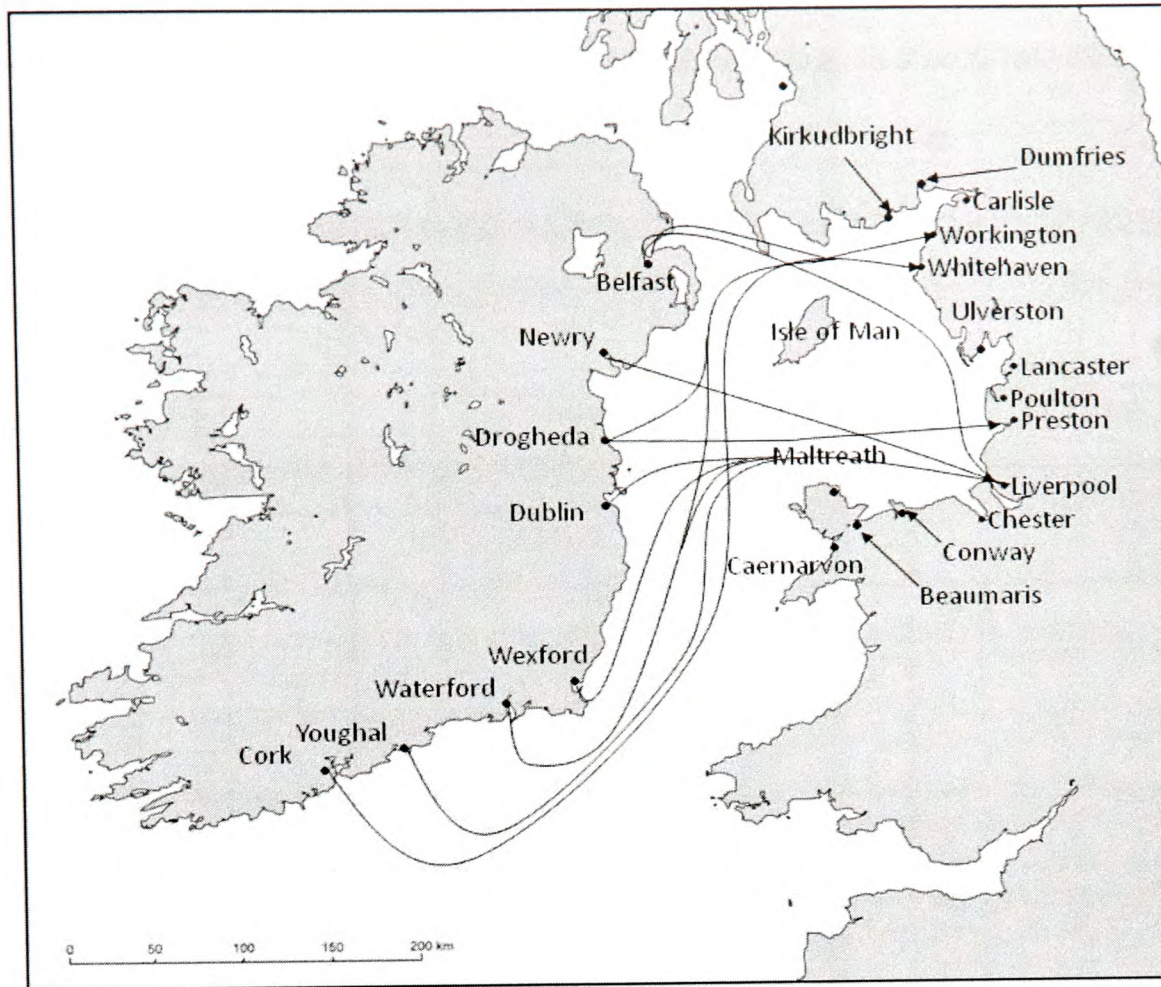 Kirkudbright
Dumfries
Carlisle
Workington
Whitehaven
Belfast
Ulverston
Newry
Isle of Man
Lancaster
Poulton
Preston
Drogheda
Maltreath
Liverpool
Dublin
Chester
Conway
Caernarvon
Beaumaris
Wexford
Waterford
Youghal
Cork
0 50 100 150 200 km